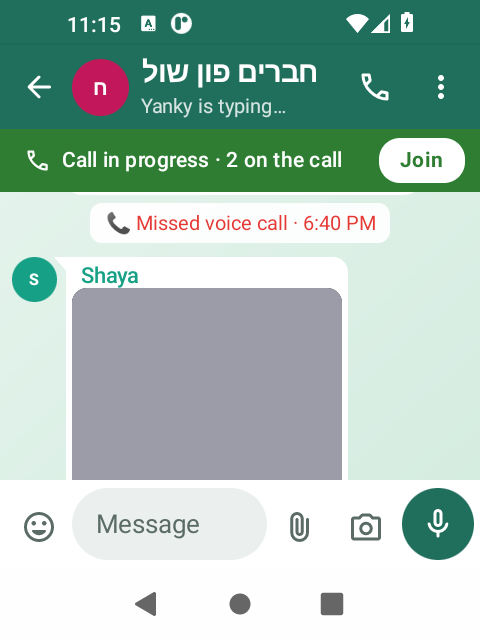 11:15 A
ח חברים פון שול
Yanky is typing...
Call in progress · 2 on the call Join
Missed voice call · 6:40 PM
S Shaya
Message